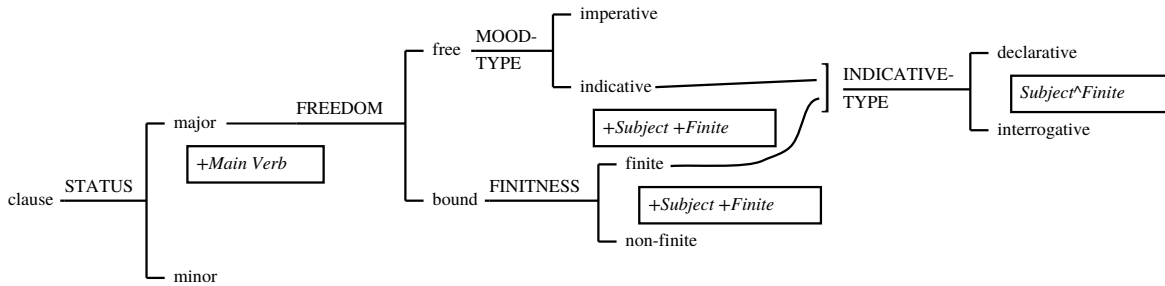 imperative
free
MOOD-
TYPE
declarative
indicative
INDICATIVE-
TYPE
Subject^Finite
major
FREEDOM
+Subject +Finite
interrogative
+Main Verb
finite
clause
STATUS
bound
FINITNESS
+Subject +Finite
non-finite
minor